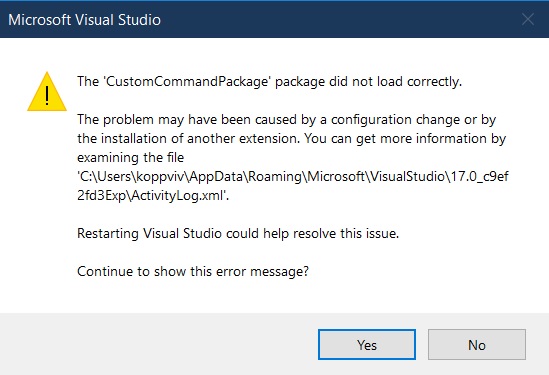 Microsoft Visual Studio
The 'CustomCommandPackage' package did not load correctly.
The problem may have been caused by a configuration change or by
the installation of another extension. You can get more information by
examining the file
'C:\Users\koppviv\AppData\Roaming\Microsoft\VisualStudio\17.0_c9ef
2fd3Exp\ActivityLog.xml'.
Restarting Visual Studio could help resolve this issue.
Continue to show this error message?
Yes
No